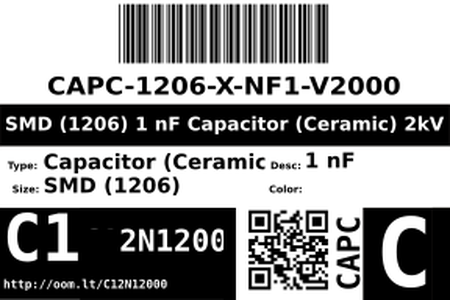 CAPC-1206-X-NF1-V2000
SMD (1206) 1 nF Capacitor (Ceramic) 2kV
Type: Capacitor (Ceramic Desc: 1 nF
Size: SMD (1206) Color:
C1 2N1200 CAPC C
http://oom.lt/C12N12000